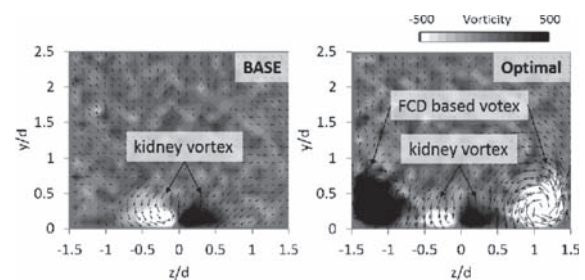 -500 Vorticity 500
BASE
Optimal
FCD based votex
kidney vortex
kidney vortex
y/d
2.5
2
1.5
1
0.5
0
-1.5 -1 -0.5 0 0.5 1 1.5
z/d
y/d
2.5
2
1.5
1
0.5
0
-1.5 -1 -0.5 0 0.5 1 1.5
z/d